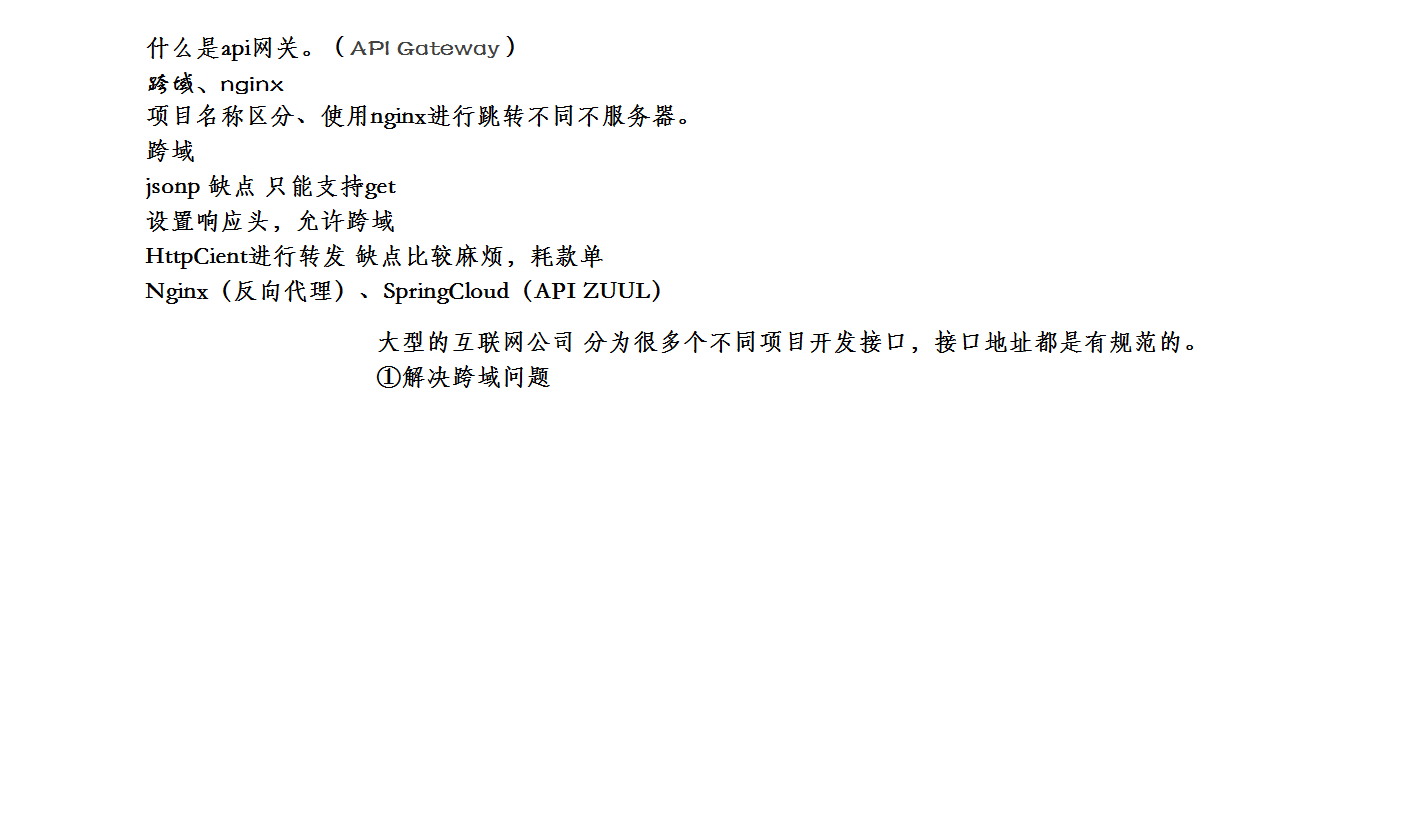 什么是api网关。（API Gateway）
跨域、nginx
项目名称区分、使用nginx进行跳转不同不服务器。
跨域
jsonp 缺点 只能支持get
设置响应头，允许跨域
HttpCient进行转发 缺点比较麻烦，耗款单
Nginx（反向代理）、SpringCloud（API ZUUL）
大型的互联网公司 分为很多个不同项目开发接口，接口地址都是有规范的。
①解决跨域问题